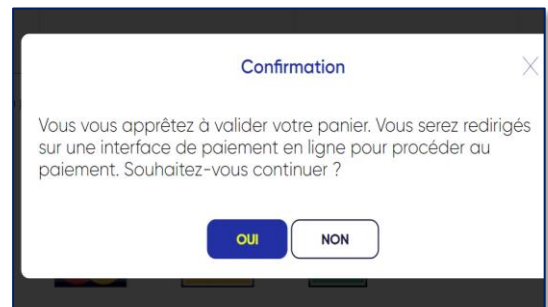 Confirmation
Vous vous apprêtez à valider votre panier. Vous serez redirigés
sur une interface de paiement en ligne pour procéder au
paiement. Souhaitez-vous continuer ?
OUI
NON